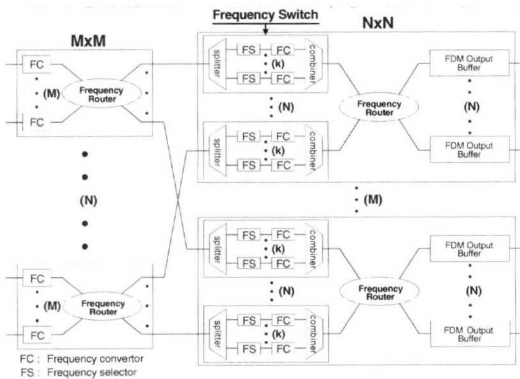 Frequency Switch
MxM
NxN
FC
(M)
FC
Frequency
Router
splitter
FS
FC
(k)
FS
FC
combiner
(N)
splitter
FS
FC
(k)
FS
FC
combiner
Frequency
Router
FDM Output
Buffer
(N)
FDM Output
Buffer
(N)
(M)
FC
(M)
FC
Frequency
Router
splitter
FS
FC
(k)
FS
FC
combiner
(N)
splitter
FS
FC
(k)
FS
FC
combiner
Frequency
Router
FDM Output
Buffer
(N)
FDM Output
Buffer
FC : Frequency convertor
FS : Frequency selector